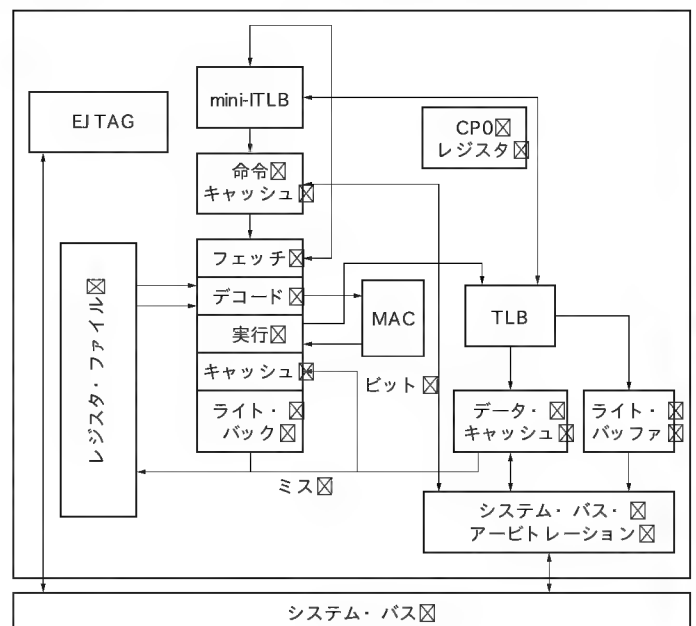 mini-ITLB
EJTAG
CP0
レジスタ
命令
キャッシュ
フェッチ
デコード
実行
キャッシュ
ライト・
バック
レジスタ・ファイル
MAC
TLB
ビット
データ・
キャッシュ
ライト・
バッファ
ミス
システム・バス・
アービトレーション
システム・バス